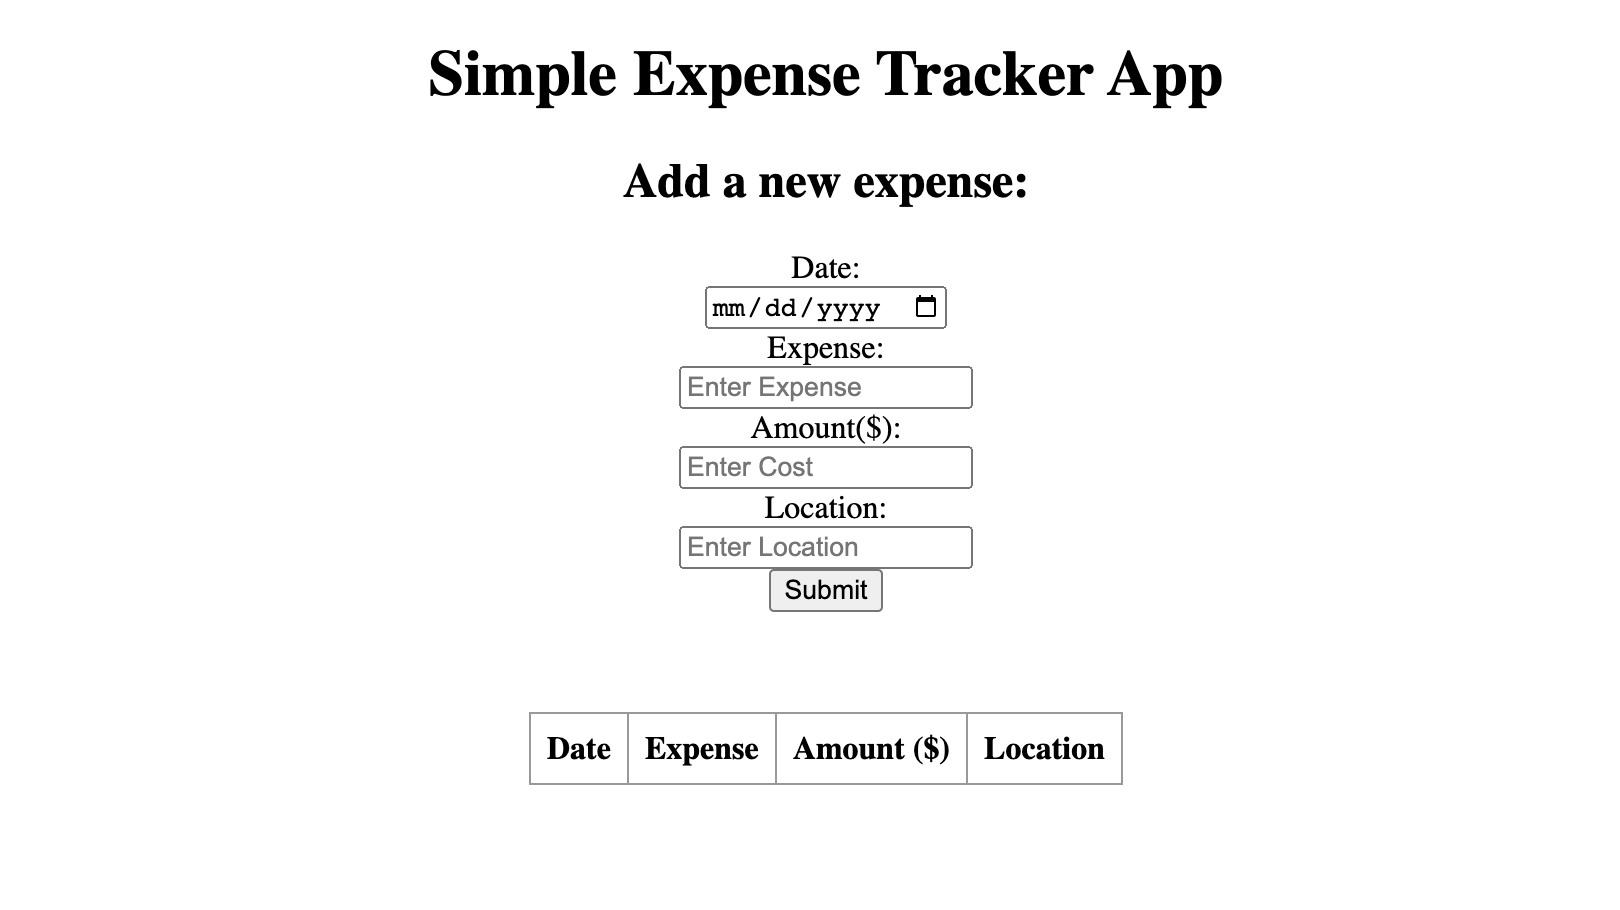 Simple Expense Tracker App
Add a new expense:
Date:
mm/dd/yyyy
Expense:
Enter Expense
Amount($):
Enter Cost
Location:
Enter Location
Submit
Date Expense Amount ($) Location